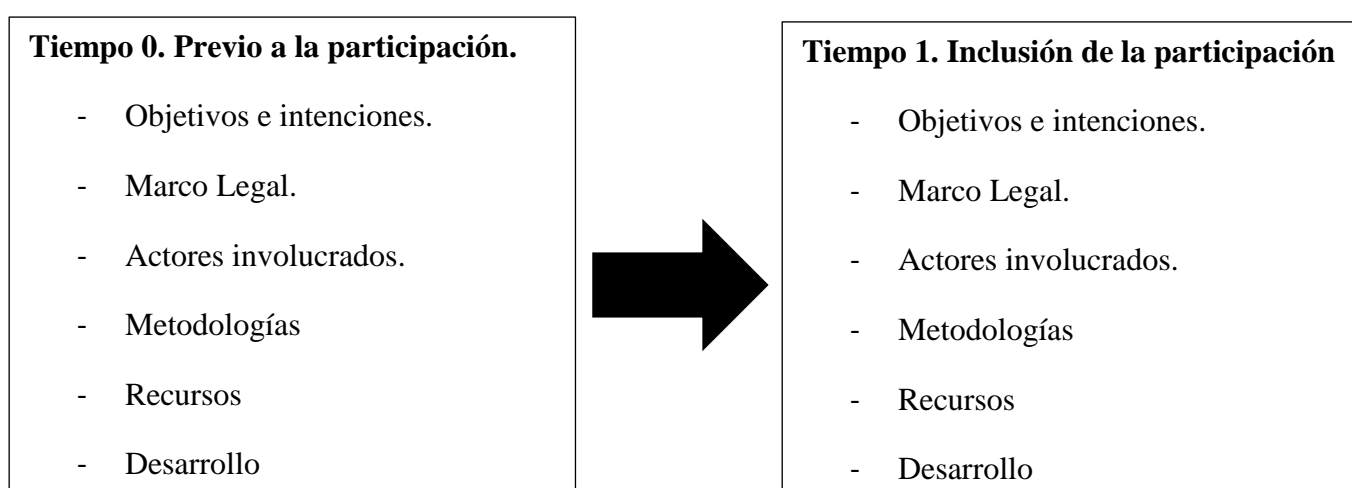 Tiempo 0. Previo a la participación.
- Objetivos e intenciones.
- Marco Legal.
- Actores involucrados.
- Metodologías
- Recursos
- Desarrollo
Tiempo 1. Inclusión de la participación
- Objetivos e intenciones.
- Marco Legal.
- Actores involucrados.
- Metodologías
- Recursos
- Desarrollo